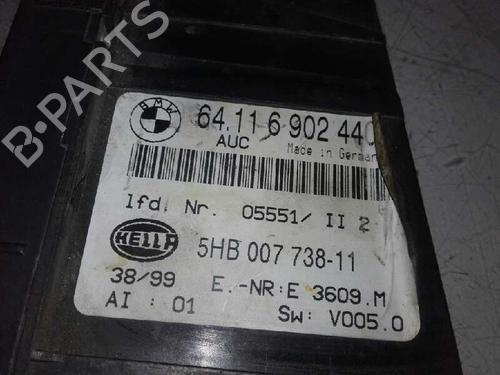 BMW
64.11 6 902 440
AUC
Made in German
lfd. Nr. 05551/ II 2
HELLA
5HB 007 738-11
38/99
E.-NR:E 3609.M
AI : 01
Sw: V005.0
B-PARTS